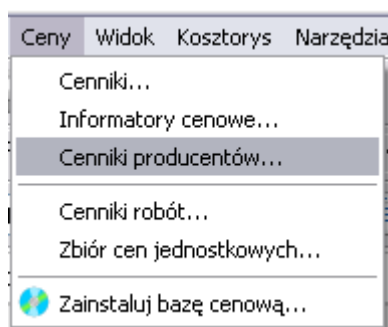 Ceny Widok Kosztorys Narzędzia
Cenniki...
Informatory cenowe...
Cenniki producentów...
Cenniki robót...
Zbiór cen jednostkowych...
Zainstaluj bazę cenową...